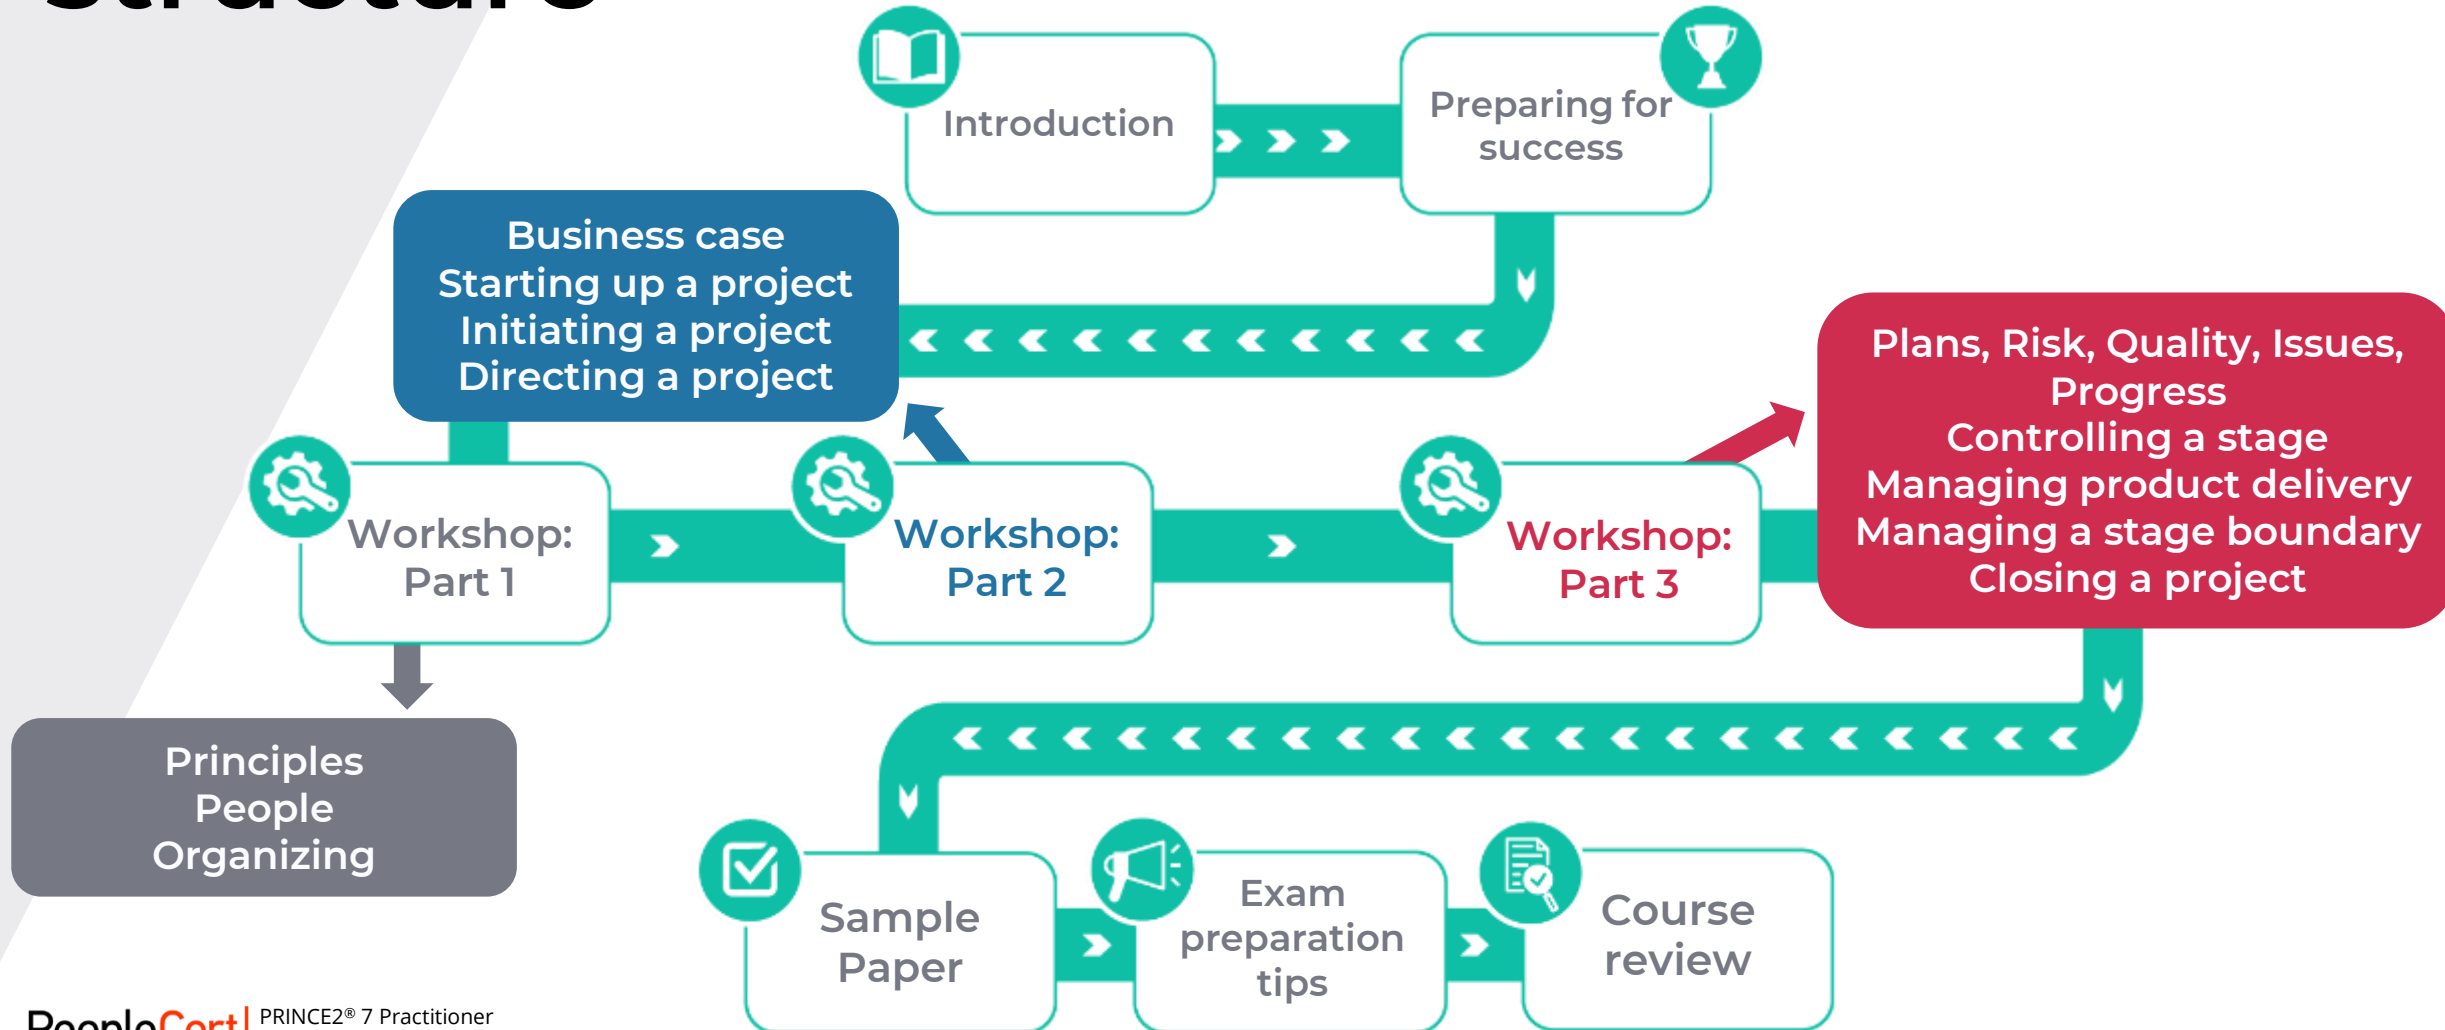 Structure
Introduction
Preparing for
success
Business case
Starting up a project
Initiating a project
Directing a project
Plans, Risk, Quality, Issues,
Progress
Controlling a stage
Managing product delivery
Managing a stage boundary
Closing a project
Workshop:
Part 1
Workshop:
Part 2
Workshop:
Part 3
Principles
People
Organizing
Sample
Paper
Exam
preparation
tips
Course
review
PeopleCert
PRINCE2® 7 Practitioner